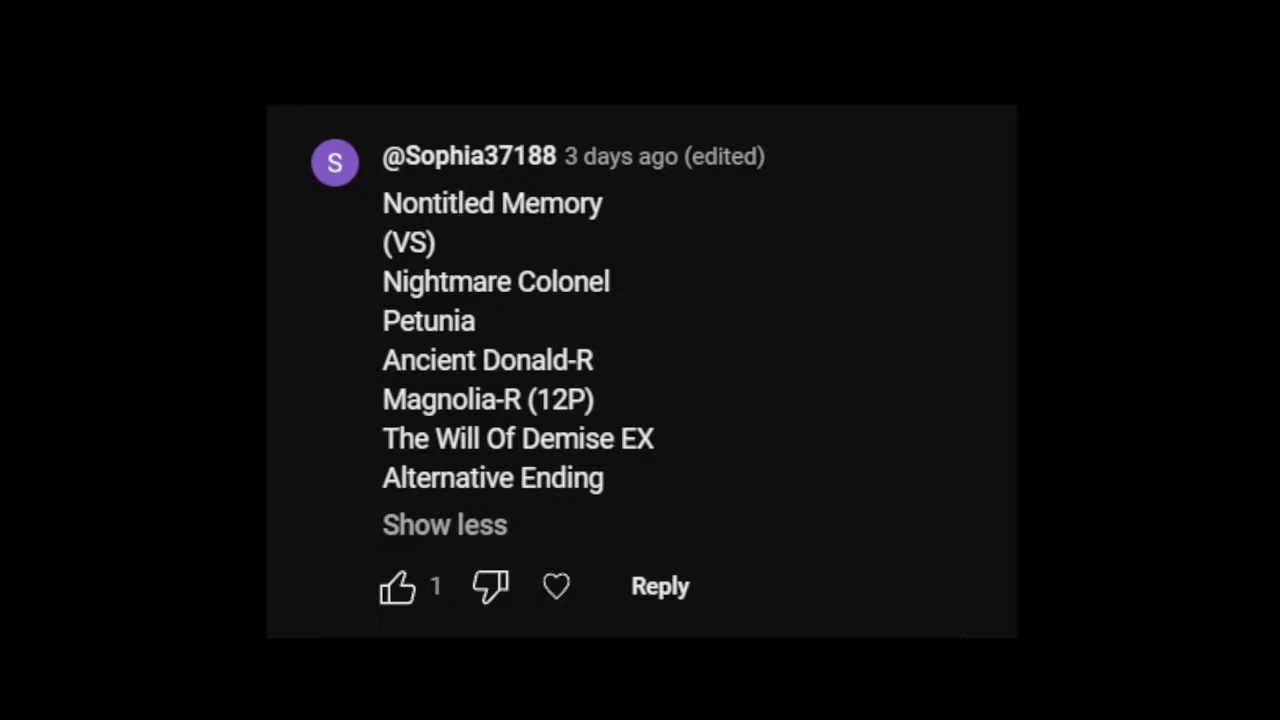 S
@Sophia37188 3 days ago (edited)
Nontitled Memory
(VS)
Nightmare Colonel
Petunia
Ancient Donald-R
Magnolia-R (12P)
The Will Of Demise EX
Alternative Ending
Show less
1 Reply